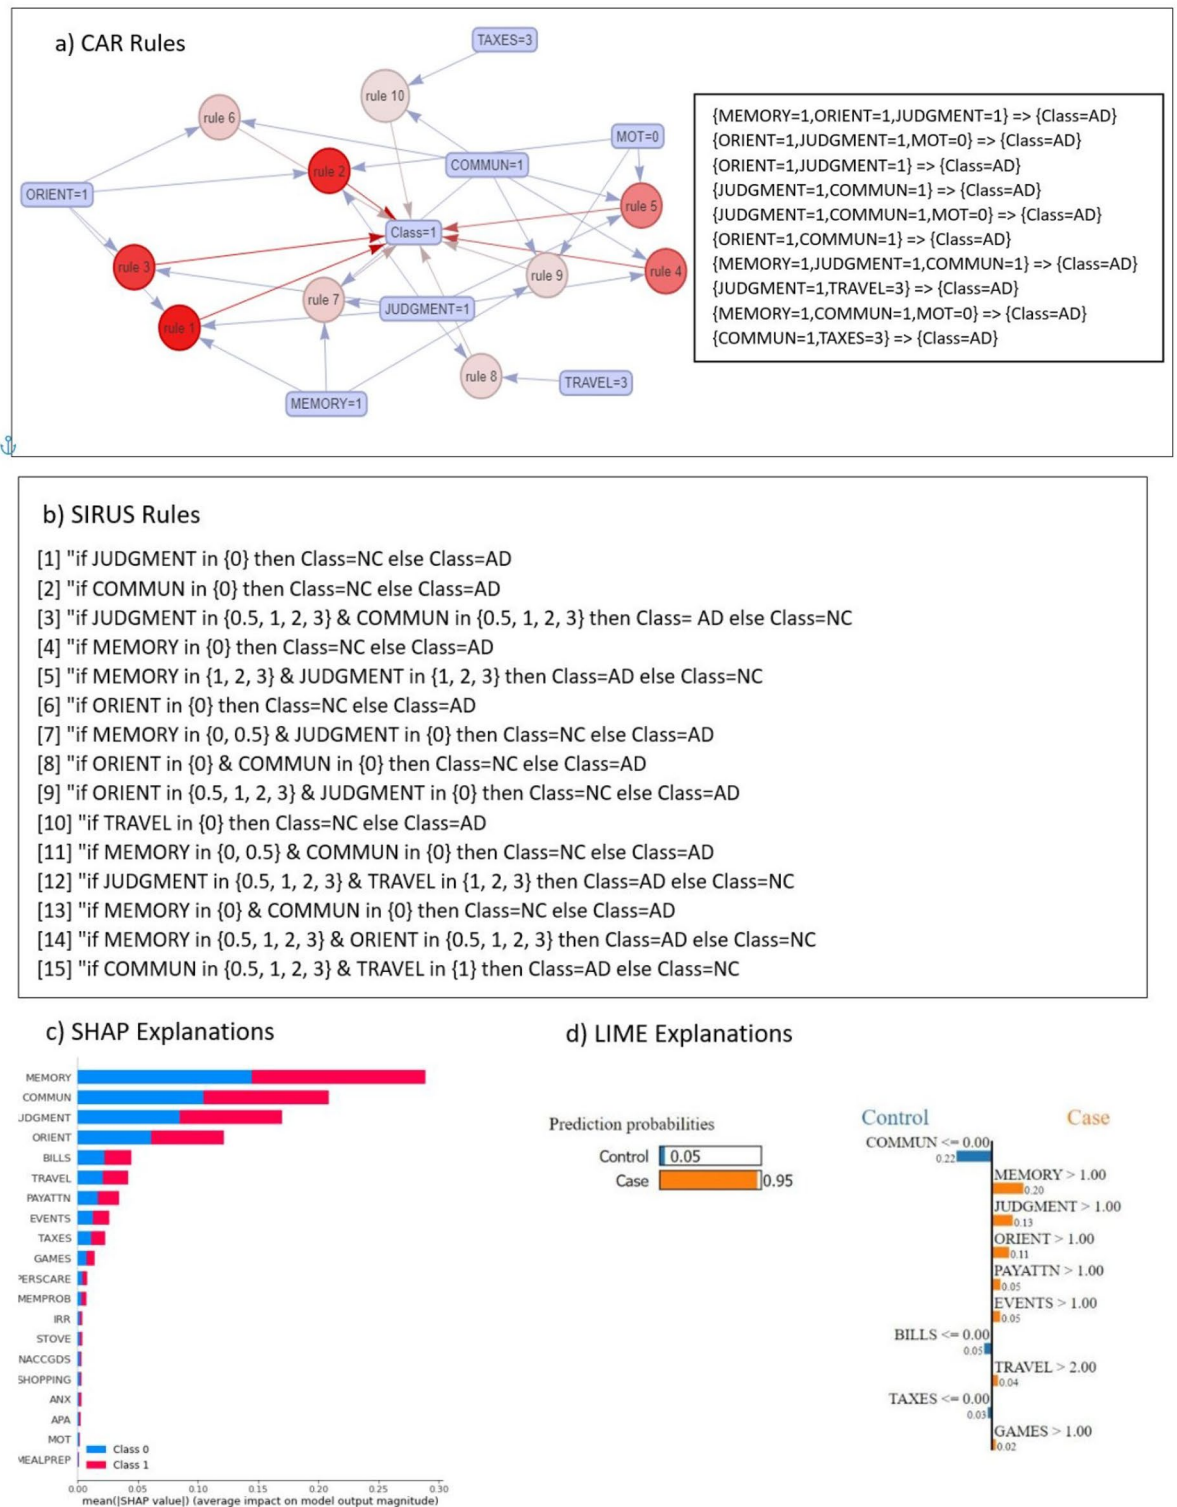 a) CAR Rules
TAXES=3
rule 10
rule 6
MOT=0
COMMUN=1
rule 2
ORIENT=1
rule 5
Class=1
rule 3
rule 4
rule 9
rule 7
JUDGMENT=1
rule 1
rule 8
TRAVEL=3
MEMORY=1
{MEMORY=1,ORIENT=1,JUDGMENT=1} => {Class=AD}
{ORIENT=1,JUDGMENT=1,MOT=0} => {Class=AD}
{ORIENT=1,JUDGMENT=1} => {Class=AD}
{JUDGMENT=1,COMMUN=1} => {Class=AD}
{JUDGMENT=1,COMMUN=1,MOT=0} => {Class=AD}
{ORIENT=1,COMMUN=1} => {Class=AD}
{MEMORY=1,JUDGMENT=1,COMMUN=1} => {Class=AD}
{JUDGMENT=1,TRAVEL=3} => {Class=AD}
{MEMORY=1,COMMUN=1,MOT=0} => {Class=AD}
{COMMUN=1,TAXES=3} => {Class=AD}
b) SIRUS Rules
[1] "if JUDGMENT in {0} then Class=NC else Class=AD
[2] "if COMMUN in {0} then Class=NC else Class=AD
[3] "if JUDGMENT in {0.5, 1, 2, 3} & COMMUN in {0.5, 1, 2, 3} then Class= AD else Class=NC
[4] "if MEMORY in {0} then Class=NC else Class=AD
[5] "if MEMORY in {1, 2, 3} & JUDGMENT in {1, 2, 3} then Class=AD else Class=NC
[6] "if ORIENT in {0} then Class=NC else Class=AD
[7] "if MEMORY in {0, 0.5} & JUDGMENT in {0} then Class=NC else Class=AD
[8] "if ORIENT in {0} & COMMUN in {0} then Class=NC else Class=AD
[9] "if ORIENT in {0.5, 1, 2, 3} & JUDGMENT in {0} then Class=NC else Class=AD
[10] "if TRAVEL in {0} then Class=NC else Class=AD
[11] "if MEMORY in {0, 0.5} & COMMUN in {0} then Class=NC else Class=AD
[12] "if JUDGMENT in {0.5, 1, 2, 3} & TRAVEL in {1, 2, 3} then Class=AD else Class=NC
[13] "if MEMORY in {0} & COMMUN in {0} then Class=NC else Class=AD
[14] "if MEMORY in {0.5, 1, 2, 3} & ORIENT in {0.5, 1, 2, 3} then Class=AD else Class=NC
[15] "if COMMUN in {0.5, 1, 2, 3} & TRAVEL in {1} then Class=AD else Class=NC
c) SHAP Explanations
MEMORY
COMMUN
JUDGMENT
ORIENT
BILLS
TRAVEL
PAYATTN
EVENTS
TAXES
GAMES
PERSCARE
MEMPROB
IRR
STOVE
NACCGDS
SHOPPING
ANX
APA
MOT
MEALPREP
Class 0
Class 1
0.00 0.05 0.10 0.15 0.20 0.25 0.30
mean(|SHAP value|) (average impact on model output magnitude)
d) LIME Explanations
Prediction probabilities
Control 0.05
Case 0.95
Control Case
COMMUN <= 0.00
0.22
MEMORY > 1.00
0.20
JUDGMENT > 1.00
0.13
ORIENT > 1.00
0.11
PAYATTN > 1.00
0.05
EVENTS > 1.00
0.05
BILLS <= 0.00
0.05
TRAVEL > 2.00
0.04
TAXES <= 0.00
0.03
GAMES > 1.00
0.02